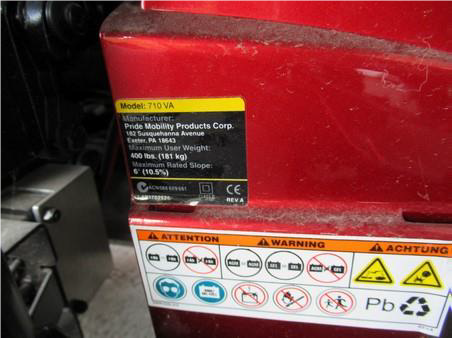 Model: 710 VA
Manufacturer:
Pride Mobility Products Corp.
182 Susquehanna Avenue
Exeter, PA 18643
Maximum User Weight:
400 lbs. (181 kg)
Maximum Rated Slope:
6° (10.5%)
REV A
ATTENTION WARNING ACHTUNG
Pb